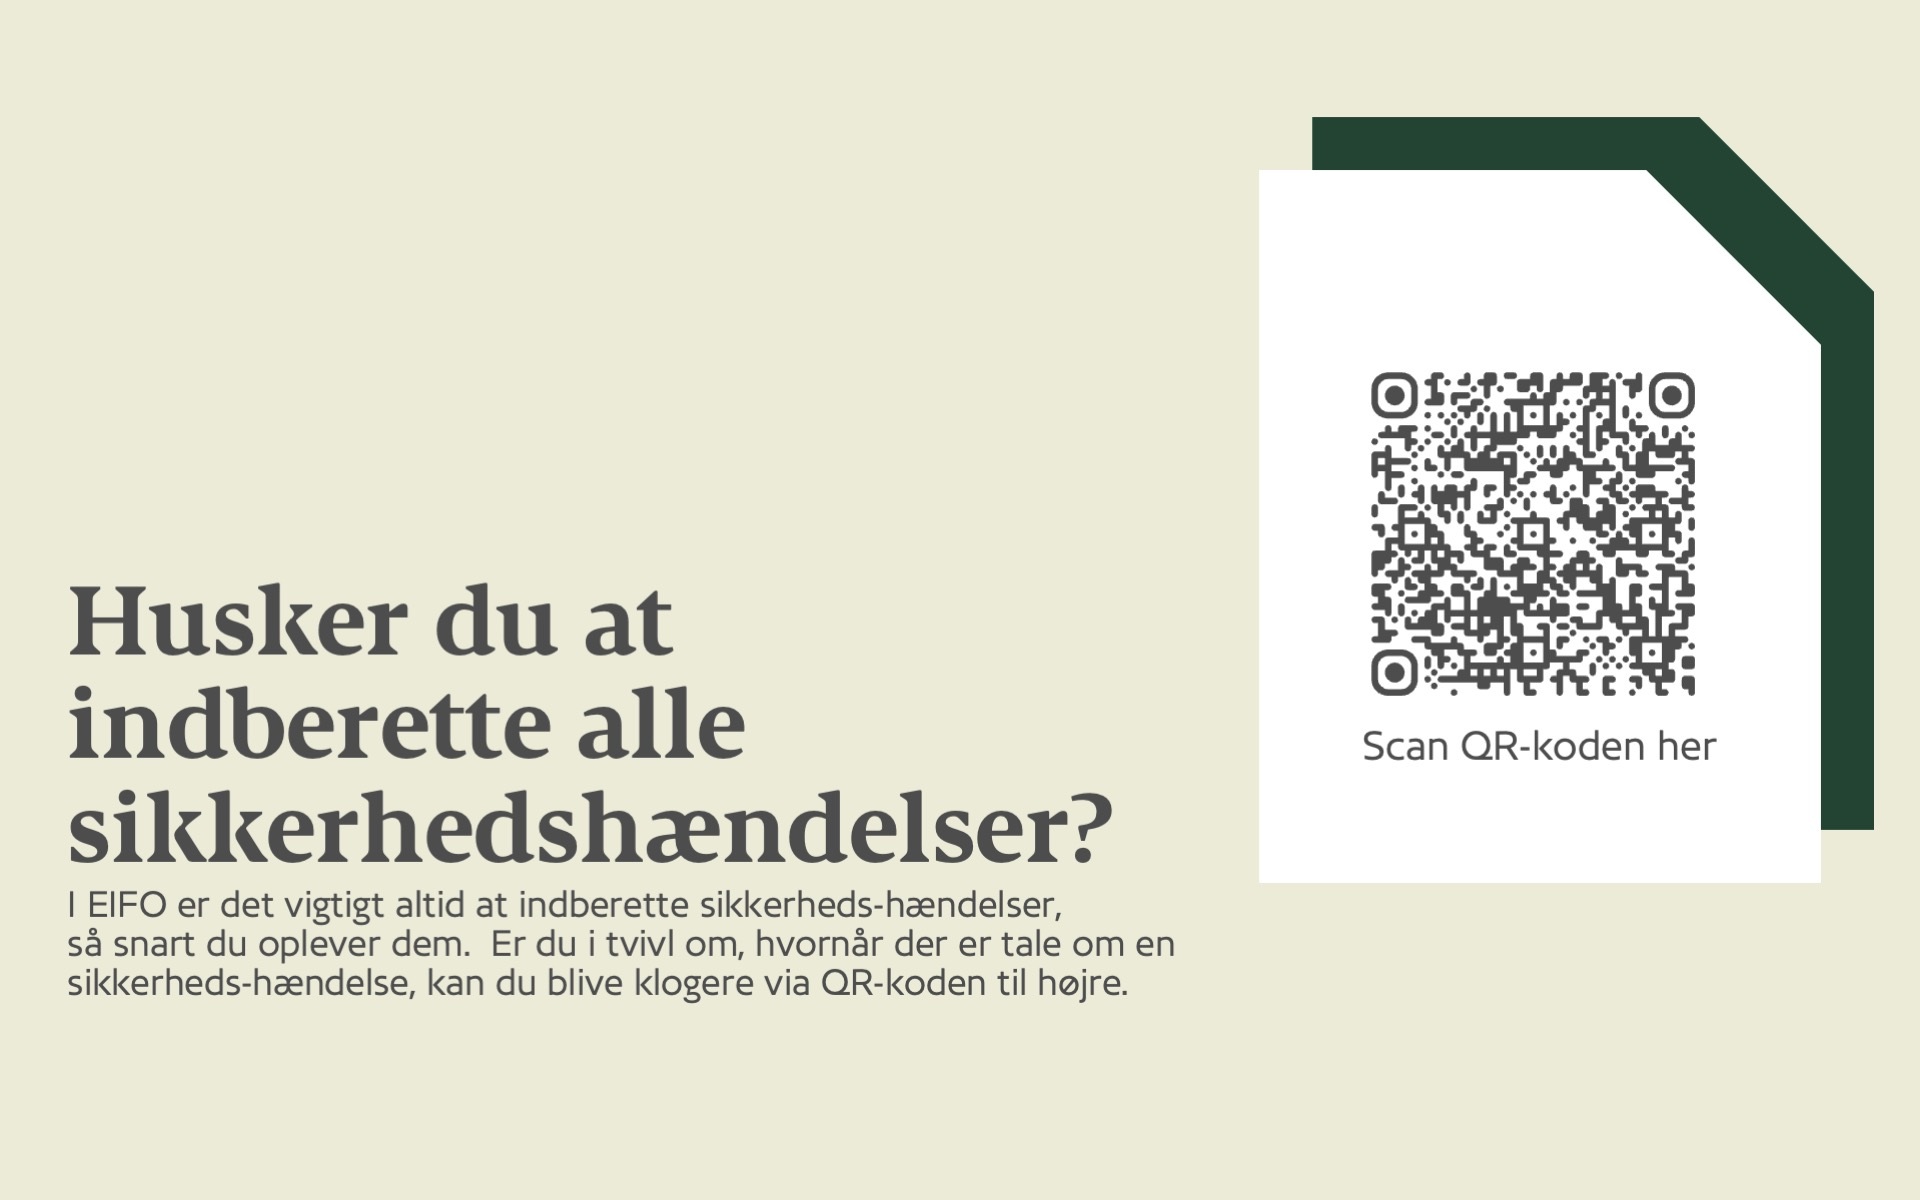 Husker du at
indberette alle
sikkerhedshændelser?
I EIFO er det vigtigt altid at indberette sikkerheds-hændelser,
så snart du oplever dem.  Er du i tvivl om, hvornår der er tale om en
sikkerheds-hændelse, kan du blive klogere via QR-koden til højre.
Scan QR-koden her